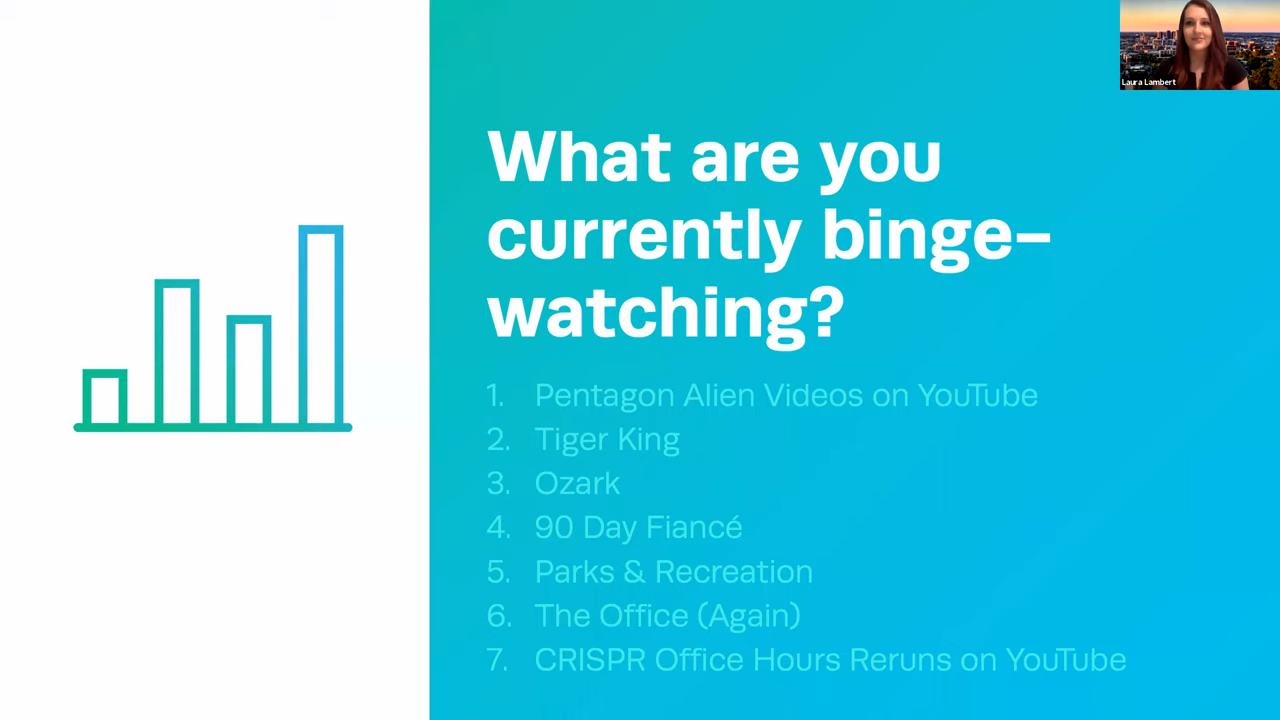 Laura Lambert
What are you
currently binge–
watching?
1. Pentagon Alien Videos on YouTube
2. Tiger King
3. Ozark
4. 90 Day Fiancé
5. Parks & Recreation
6. The Office (Again)
7. CRISPR Office Hours Reruns on YouTube